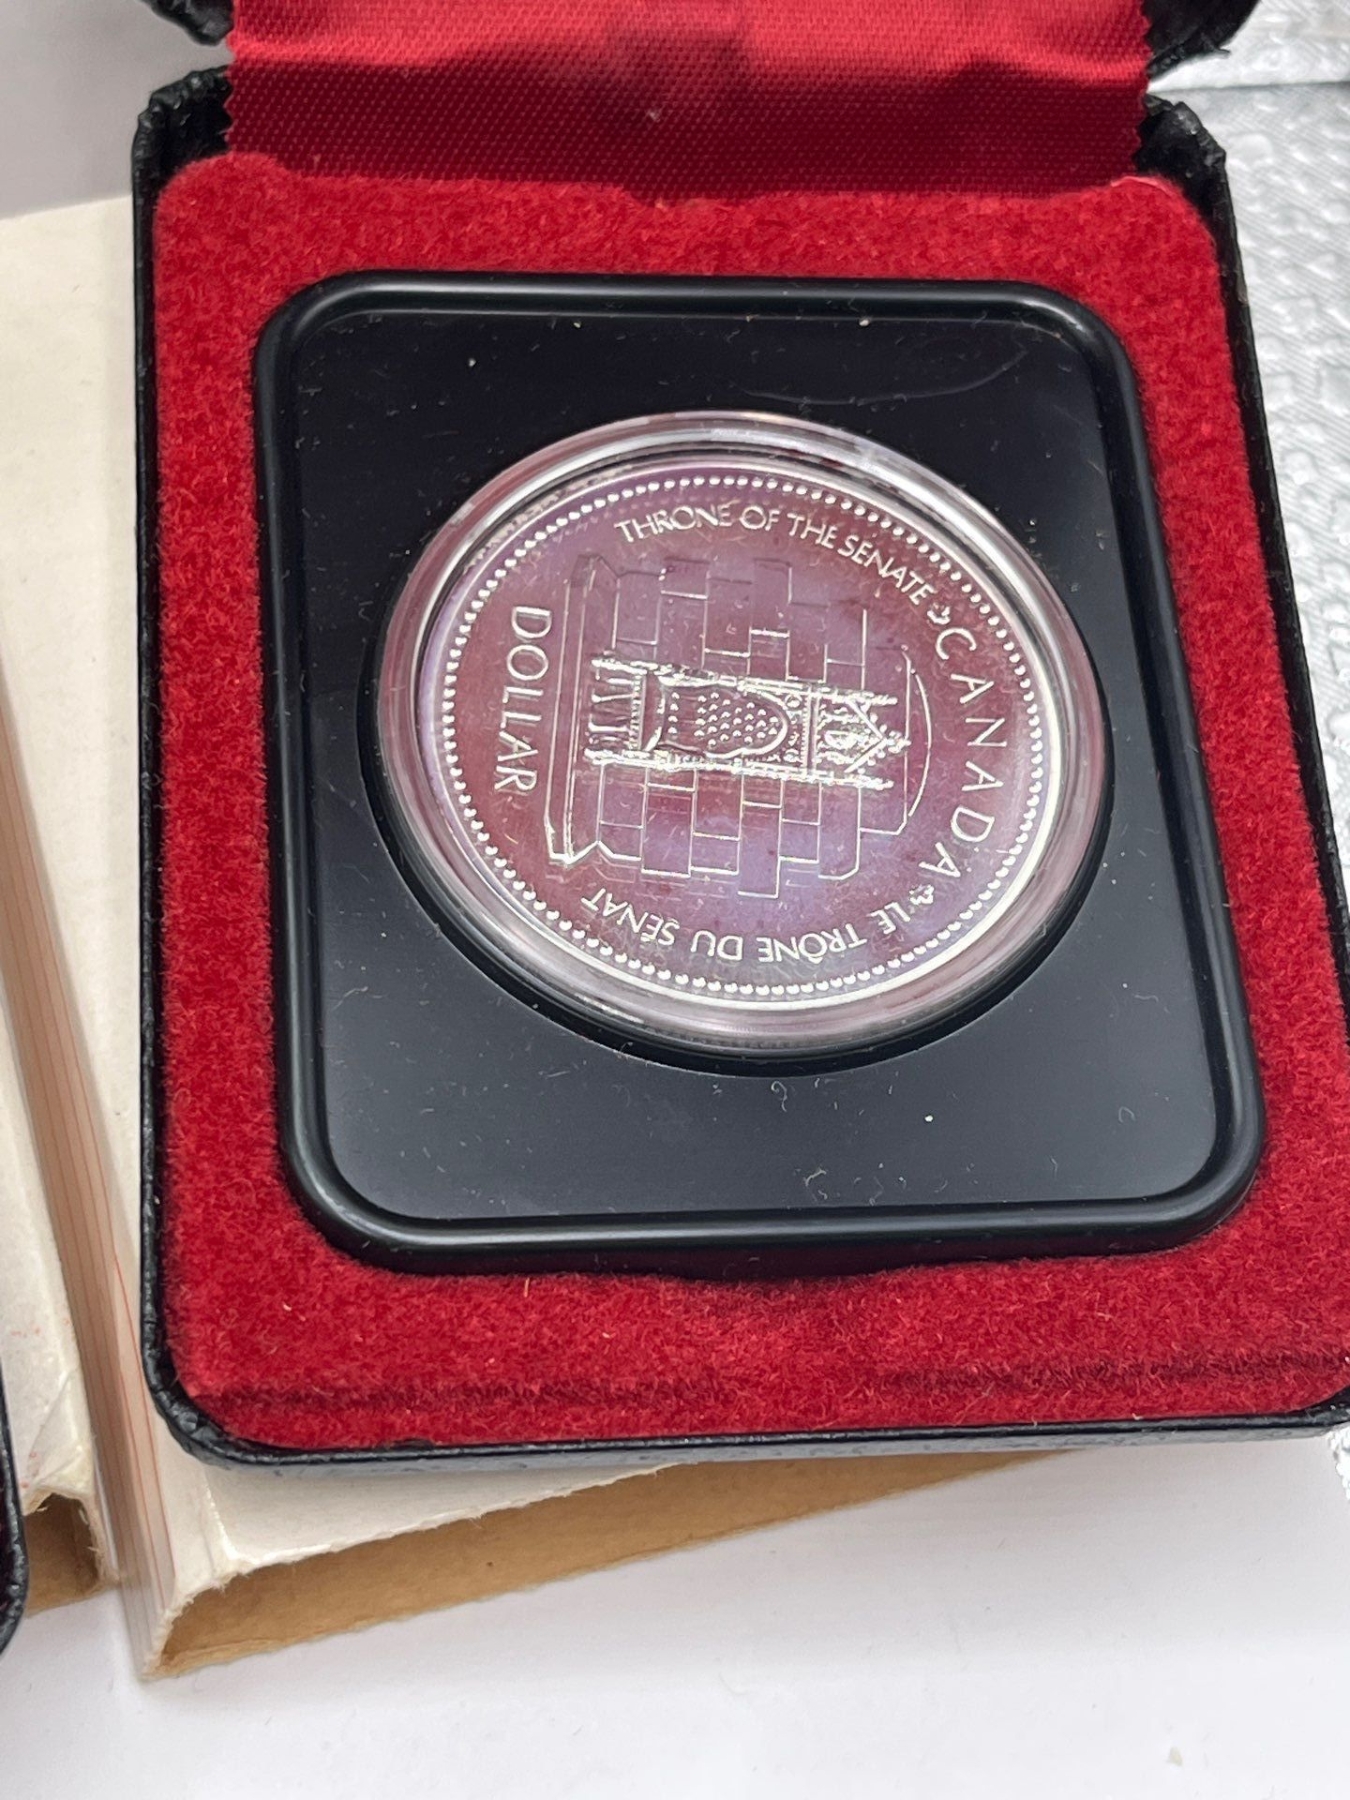 THRONE OF THE SENATE
CANADA
LE TRÔNE DU SÉNAT
DOLLAR